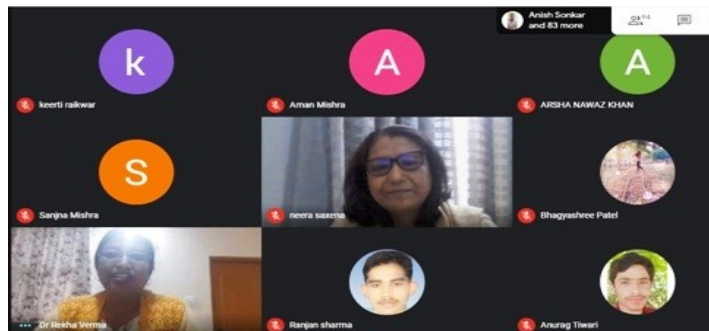 Anish Sonkar
and 83 more
94
k
keerti raikwar
A
Aman Mishra
A
ARSHA NAWAZ KHAN
S
Sanjna Mishra
neera saxena
Bhagyashree Patel
Dr Rekha Verma
Ranjan sharma
Anurag Tiwari